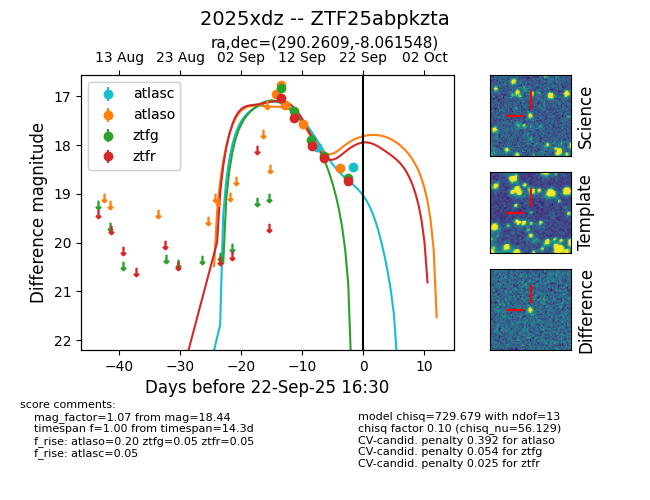 2025xdz -- ZTF25abpkzta
ra,dec=(290.2609,-8.061548)
13 Aug 23 Aug 02 Sep 12 Sep 22 Sep 02 Oct
atlasc
atlaso
ztfg
ztfr
17
18
19
20
21
22
Difference magnitude
−40 −30 −20 −10 0 10
Days before 22-Sep-25 16:30
Science
Template
Difference
score comments:
mag_factor=1.07 from mag=18.44
timespan f=1.00 from timespan=14.3d
f_rise: atlaso=0.20 ztfg=0.05 ztfr=0.05
f_rise: atlasc=0.05
model chisq=729.679 with ndof=13
chisq factor 0.10 (chisq_nu=56.129)
CV-candid. penalty 0.392 for atlaso
CV-candid. penalty 0.054 for ztfg
CV-candid. penalty 0.025 for ztfr